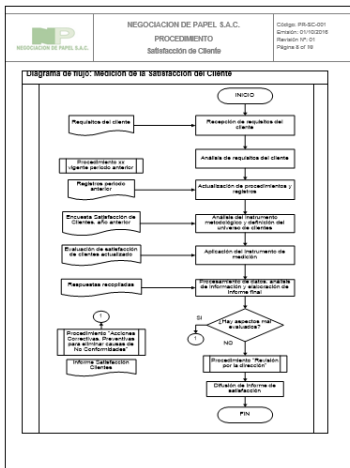 NP
NEGOCIACION DE PAPEL S.A.C.
NEGOCIACION DE PAPEL S.A.C.
PROCEDIMIENTO
Satisfacción de Cliente
Código: PR-SC-001
Emisión: 01/10/2016
Revisión Nº: 01
Página 8 of 19
Diagrama de flujo: Medición de la Satisfacción del Cliente
INICIO
Requisitos del cliente
Recepción de requisitos del
cliente
Análisis de requisitos del cliente
Procedimiento xx
vigente periodo anterior
Registros periodo
anterior
Actualización de procedimientos y
registros
Encuesta Satisfacción de
Clientes, año anterior
Análisis del instrumento
metodológico y definición del
universo de clientes
Evaluación de satisfacción
de clientes actualizado
Aplicación del instrumento de
medición
Respuestas recopiladas
Procesamiento de datos, análisis
de información y elaboración de
informe final
SI
¿Hay aspectos mal
evaluados?
1
1
NO
Procedimiento "Acciones
Correctivas, Preventivas
para eliminar causas de
No Conformidades"
Procedimiento "Revisión
por la dirección"
Informe Satisfacción
Clientes
Difusión de informe de
satisfacción
FIN